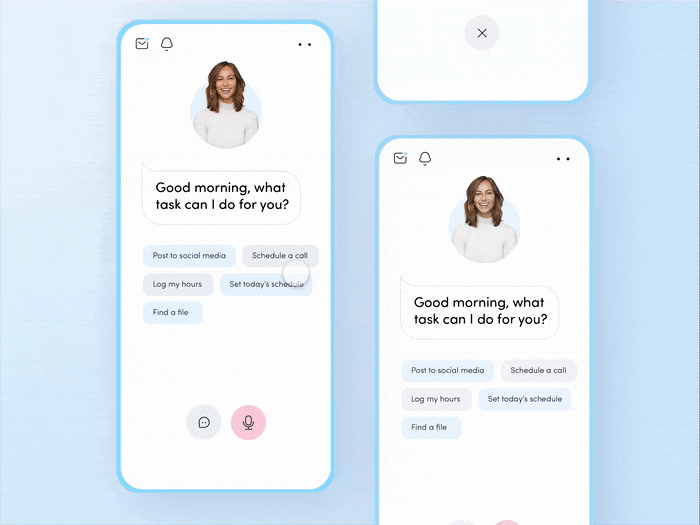 Good morning, what
task can I do for you?
Post to social media
Schedule a call
Log my hours
Set today's schedule
Find a file
Good morning, what
task can I do for you?
Post to social media
Schedule a call
Log my hours
Set today's schedule
Find a file